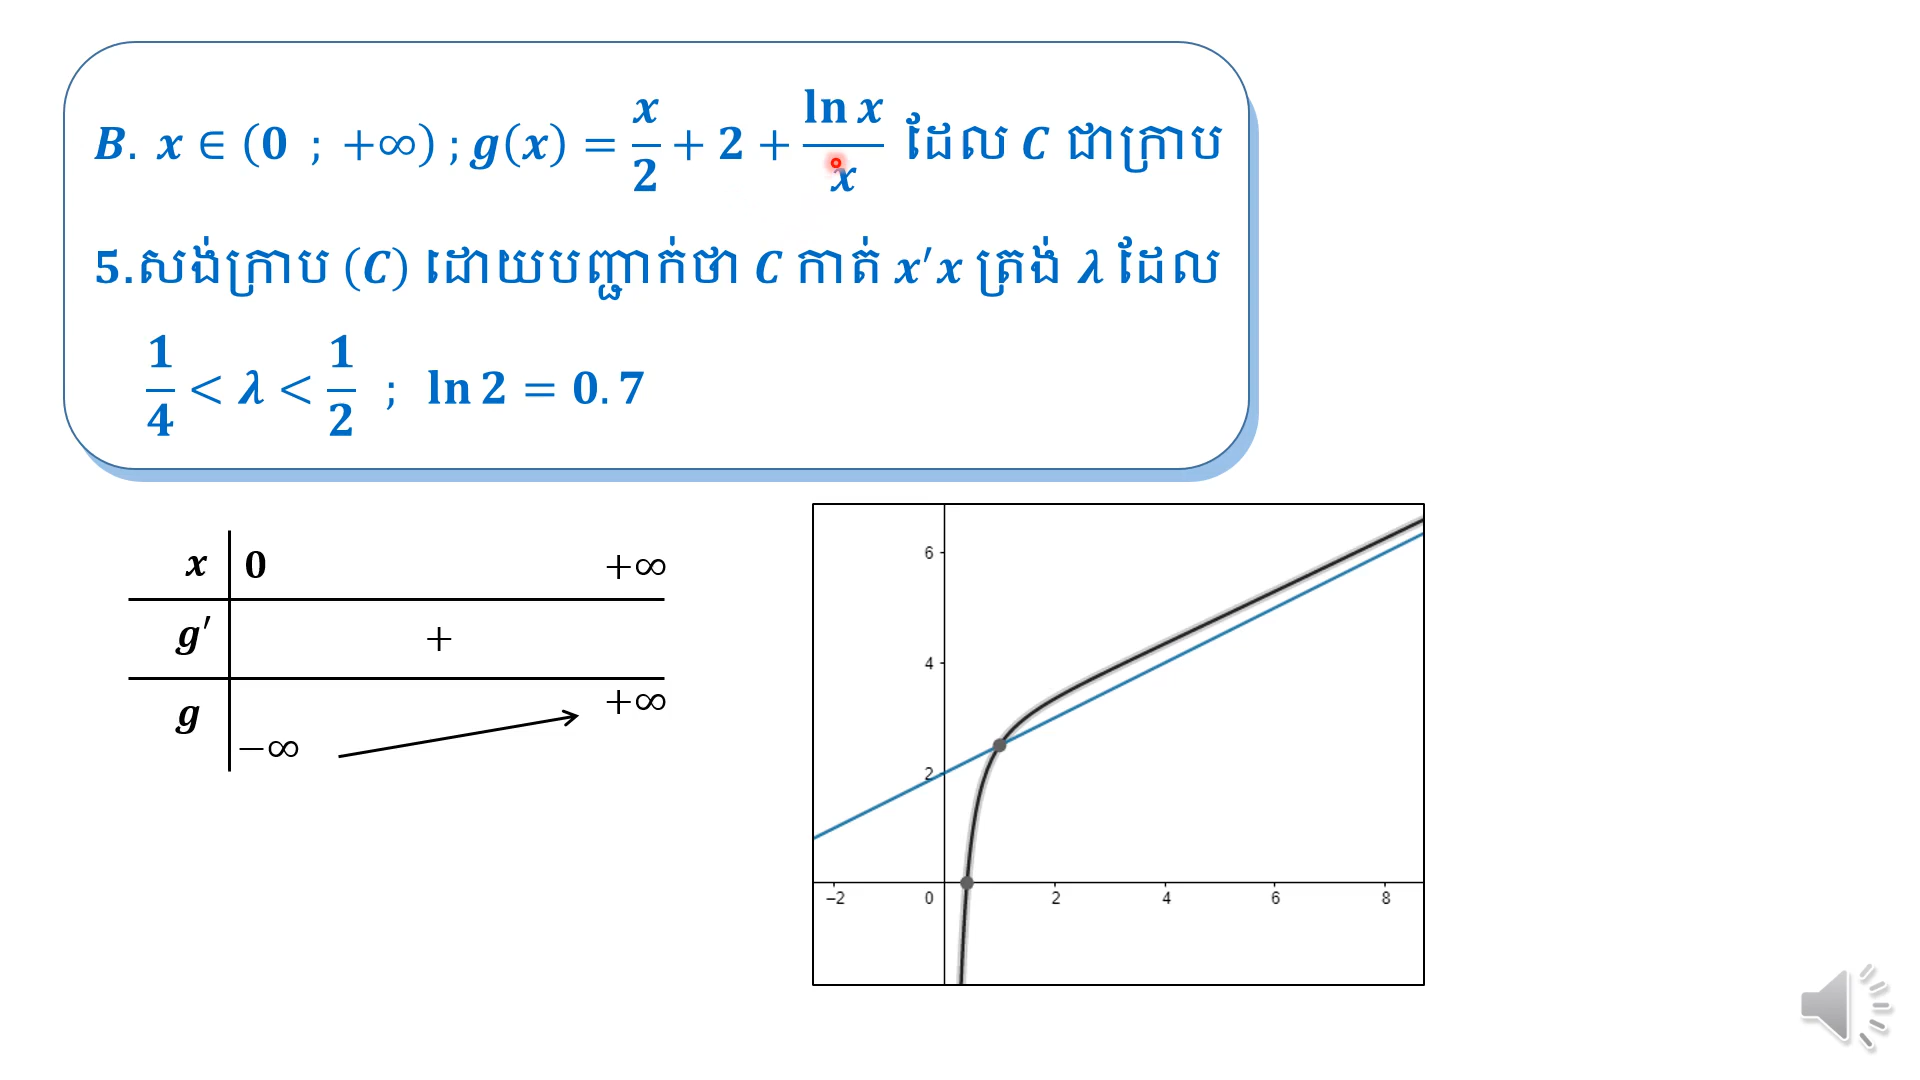 B. x ∈ (0 ; +∞) ; g(x) = x/2 + 2 + ln x/x ដែល C ជាក្រាប
5.សង់ក្រាប (C) ដោយបញ្ជាក់ថា C កាត់ x′x ត្រង់ λ ដែល
1/4 < λ < 1/2 ; ln 2 = 0.7
x 0 +∞
g′ +
g −∞ +∞
6
4
2
−2 0 2 4 6 8